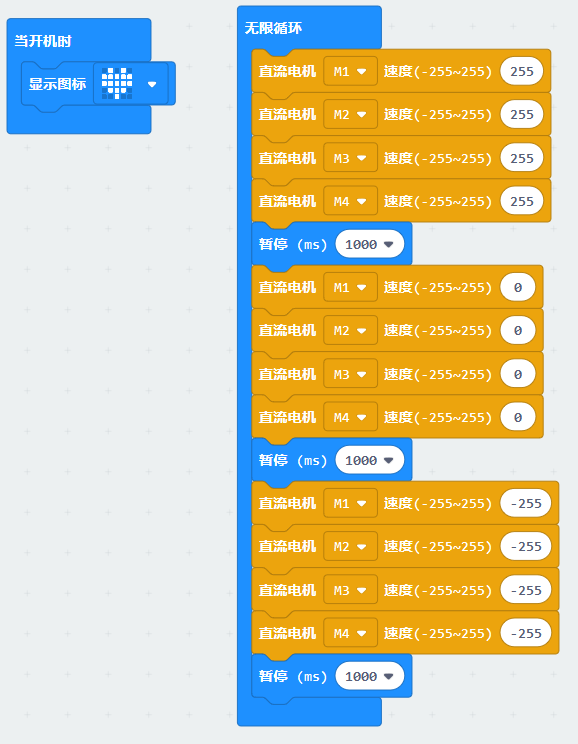 当开机时
显示图标
无限循环
直流电机 M1 速度(-255~255) 255
直流电机 M2 速度(-255~255) 255
直流电机 M3 速度(-255~255) 255
直流电机 M4 速度(-255~255) 255
暂停 (ms) 1000
直流电机 M1 速度(-255~255) 0
直流电机 M2 速度(-255~255) 0
直流电机 M3 速度(-255~255) 0
直流电机 M4 速度(-255~255) 0
暂停 (ms) 1000
直流电机 M1 速度(-255~255) -255
直流电机 M2 速度(-255~255) -255
直流电机 M3 速度(-255~255) -255
直流电机 M4 速度(-255~255) -255
暂停 (ms) 1000